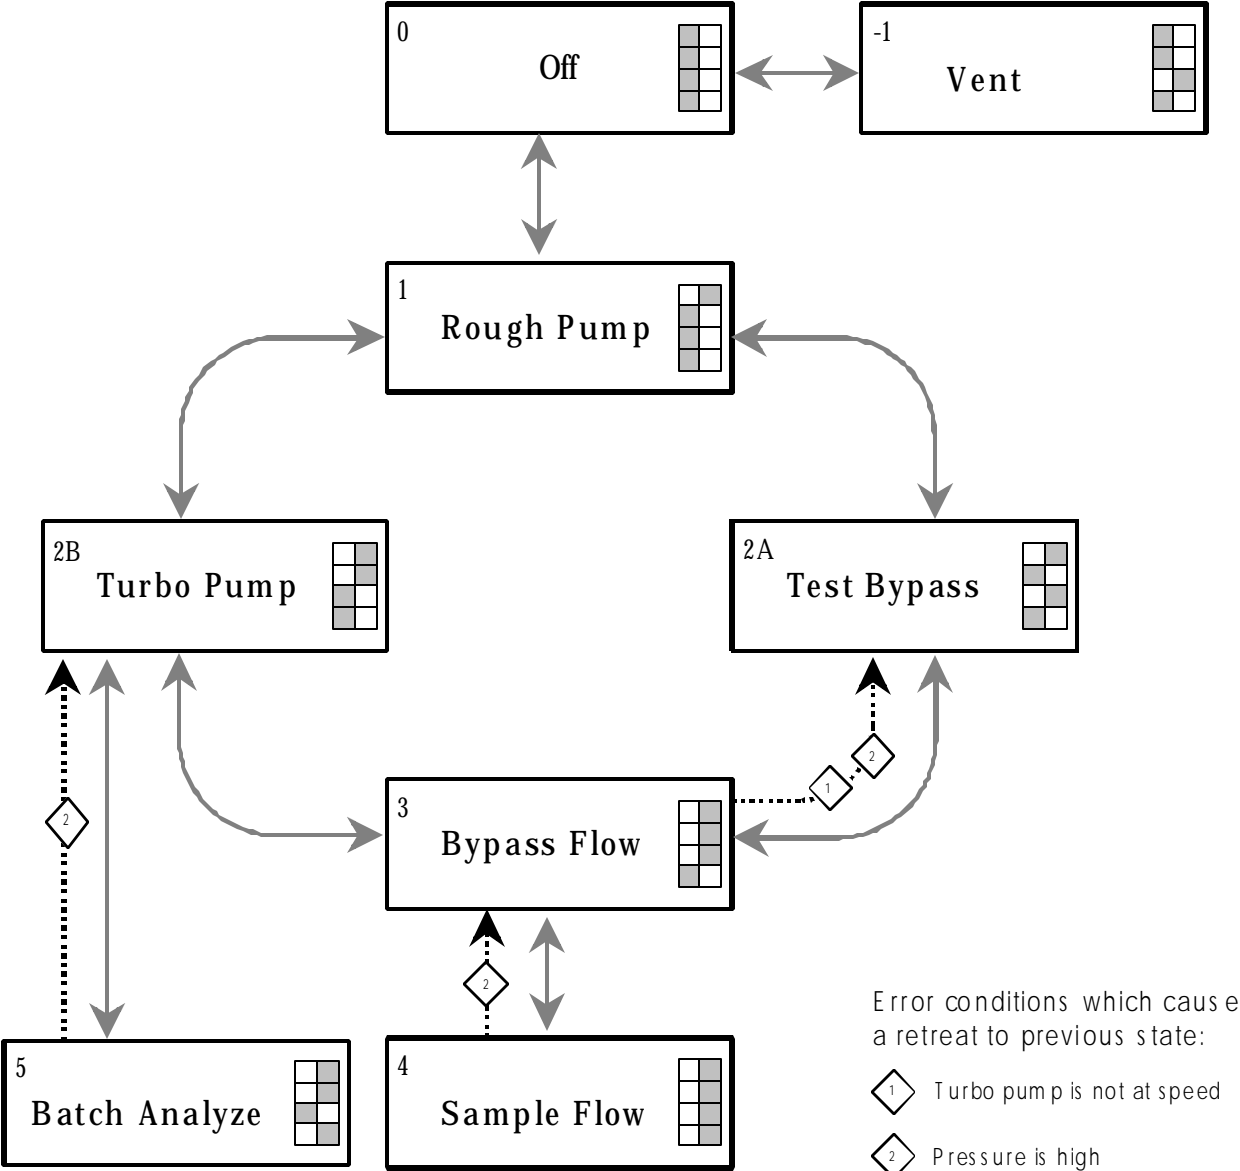 0
Off
-1
Vent
1
Rough Pump
2B
Turbo Pump
2A
Test Bypass
2
1
2
3
Bypass Flow
2
5
Batch Analyze
4
Sample Flow
Error conditions which cause
a retreat to previous state:
1 Turbo pump is not at speed
2 Pressure is high